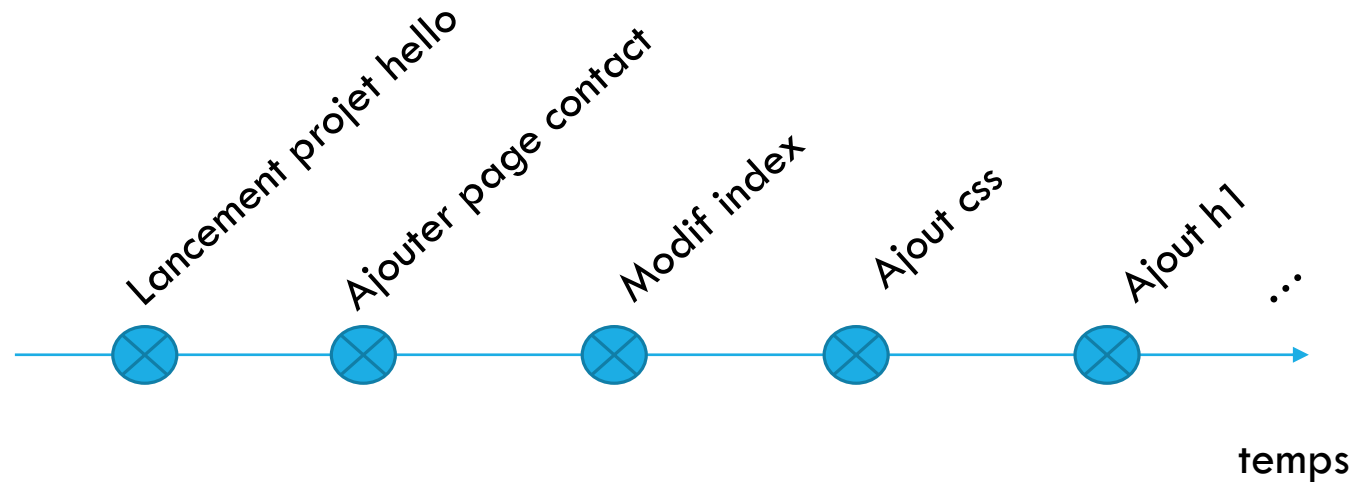 Lancement projet hello
Ajouter page contact
Modif index
Ajout css
Ajout h1
...
temps